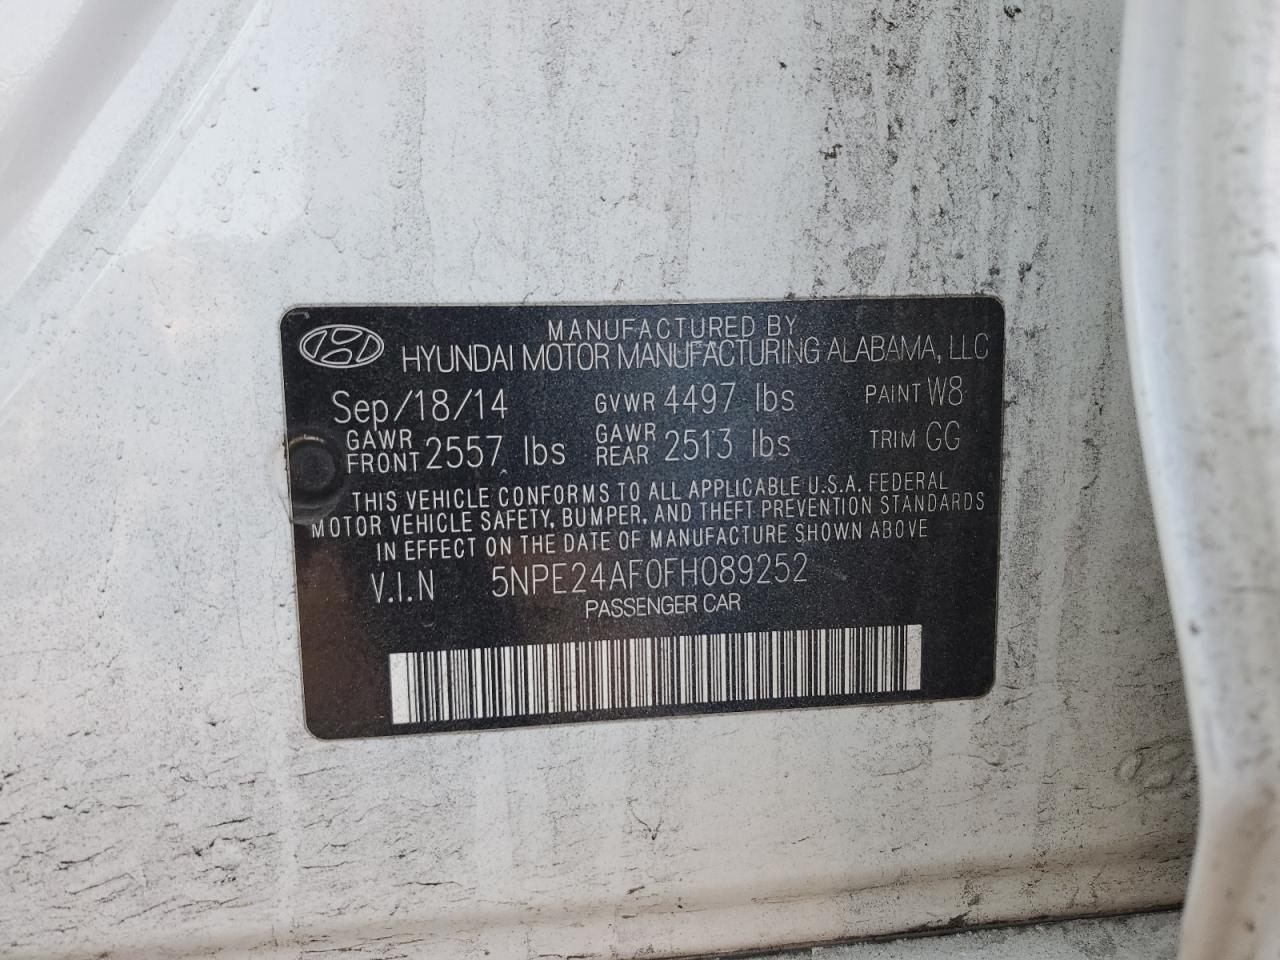 MANUFACTURED BY
HYUNDAI MOTOR MANUFACTURING ALABAMA, LLC
Sep/18/14 GVWR 4497 lbs PAINT W8
GAWR FRONT 2557 lbs GAWR REAR 2513 lbs TRIM GG
THIS VEHICLE CONFORMS TO ALL APPLICABLE U.S.A. FEDERAL
MOTOR VEHICLE SAFETY, BUMPER, AND THEFT PREVENTION STANDARDS
IN EFFECT ON THE DATE OF MANUFACTURE SHOWN ABOVE
V.I.N 5NPE24AF0FH089252
PASSENGER CAR